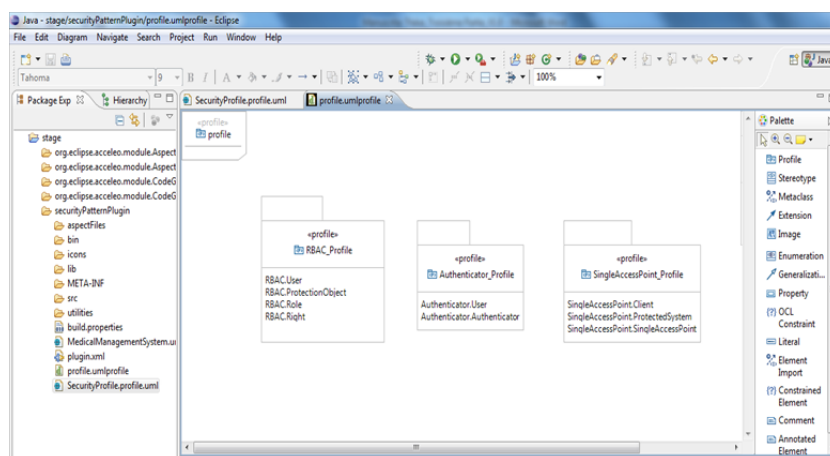 Java - stage/securityPatternPlugin/profile.umlprofile - Eclipse
File Edit Diagram Navigate Search Project Run Window Help
Tahoma 9 B I A 100% Java
Package Exp Hierarchy SecurityProfile.profile.uml profile.umlprofile
stage
org.eclipse.acceleo.module.Aspect
org.eclipse.acceleo.module.Aspect
org.eclipse.acceleo.module.CodeG
org.eclipse.acceleo.module.CodeG
securityPatternPlugin
aspectFiles
bin
icons
lib
META-INF
src
utilities
build.properties
MedicalManagementSystem.u
plugin.xml
profile.umlprofile
SecurityProfile.profile.uml
«profile»
profile
«profile»
RBAC_Profile
RBAC.User
RBAC.ProtectionObject
RBAC.Role
RBAC.Right
«profile»
Authenticator_Profile
Authenticator.User
Authenticator.Authenticator
«profile»
SingleAccessPoint_Profile
SingleAccessPoint.Client
SingleAccessPoint.ProtectedSystem
SingleAccessPoint.SingleAccessPoint
Palette
Profile
Stereotype
Metaclass
Extension
Image
Enumeration
Generalizati...
Property
OCL
Constraint
Literal
Element
Import
Constrained
Element
Comment
Annotated
Element